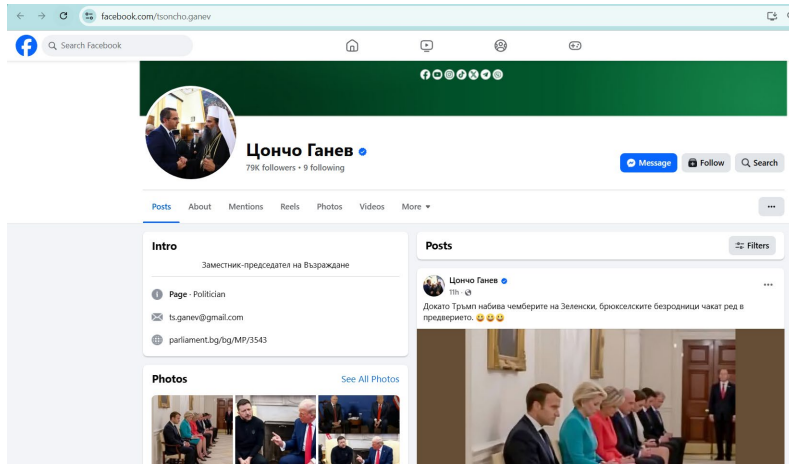 facebook.com/tsoncho.ganev
Search Facebook
Цончо Ганев
79K followers • 9 following
Message
Follow
Search
Posts
About
Mentions
Reels
Photos
Videos
More
Intro
Заместник-председател на Възраждане
Page · Politician
ts.ganev@gmail.com
parliament.bg/bg/MP/3543
Photos
See All Photos
Posts
Filters
Цончо Ганев
11h ·
Докато Тръмп набива чемберите на Зеленски, брюкселските безродници чакат ред в
предверието. 😃😃😃